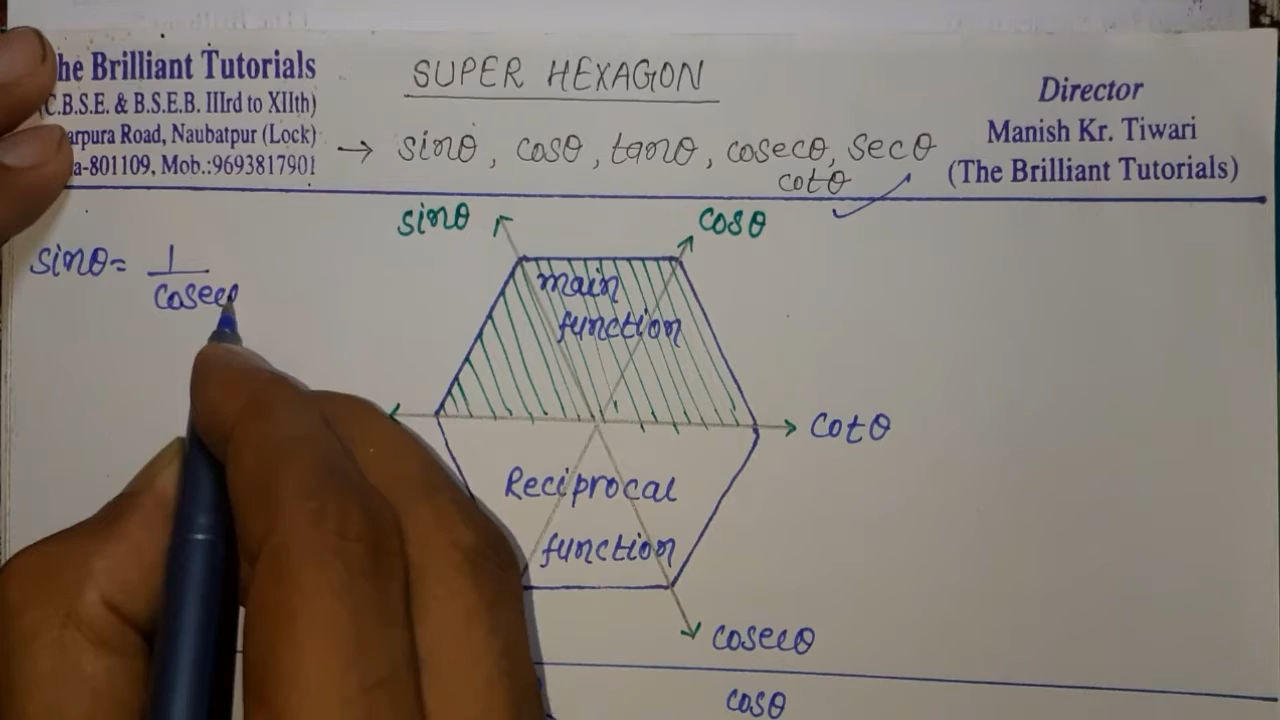 he Brilliant Tutorials
(C.B.S.E. & B.S.E.B. IIIrd to XIIth)
arpura Road, Naubatpur (Lock)
a-801109, Mob.:9693817901
SUPER HEXAGON
→ sinθ, cosθ, tanθ, cosecθ, secθ
cotθ
Director
Manish Kr. Tiwari
(The Brilliant Tutorials)
sinθ
cosθ
sinθ= 1
cosec
main
function
cotθ
Reciprocal
function
cosecθ
cosθ